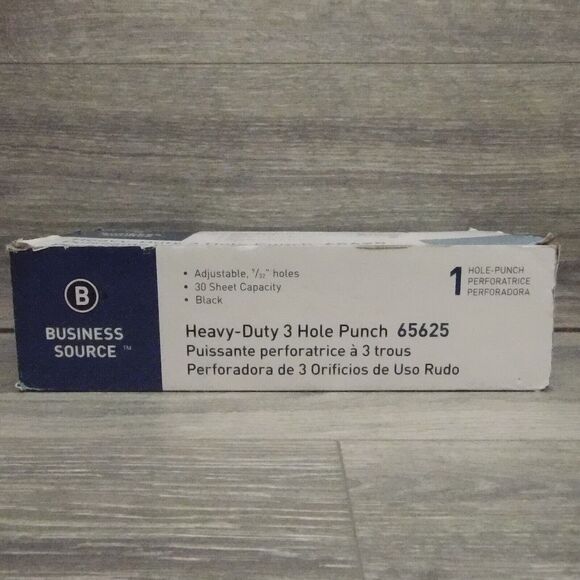 B
BUSINESS
SOURCE ™
• Adjustable, 9/32" holes
• 30 Sheet Capacity
• Black
1 HOLE-PUNCH
PERFORATRICE
PERFORADORA
Heavy-Duty 3 Hole Punch 65625
Puissante perforatrice à 3 trous
Perforadora de 3 Orificios de Uso Rudo